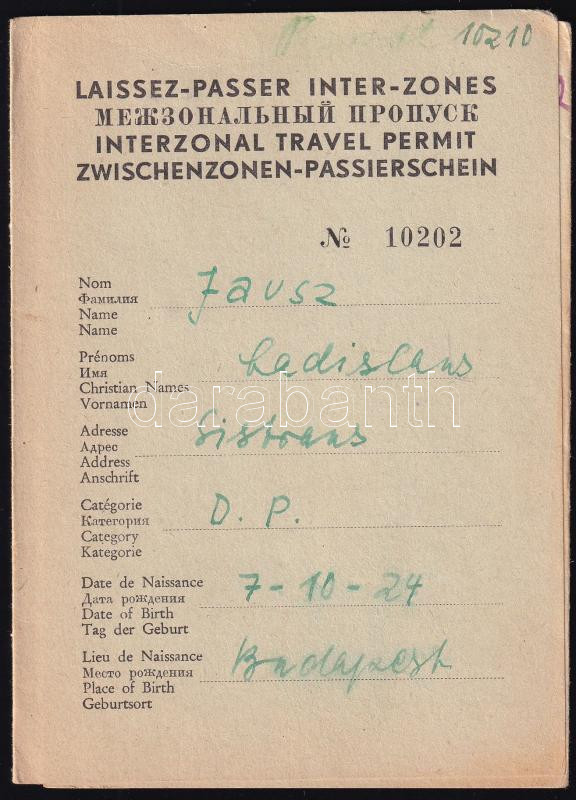 10210
LAISSEZ-PASSER INTER-ZONES
МЕЖЗОНАЛЬНЫЙ ПРОПУСК
INTERZONAL TRAVEL PERMIT
ZWISCHENZONEN-PASSIERSCHEIN
№ 10202
Nom
Фамилия
Name
Name
Jausz
Prénoms
Имя
Christian Names
Vornamen
Ladislaus
darabanth
Adresse
Адрес
Address
Anschrift
Sistrans
Catégorie
Категория
Category
Kategorie
D. P.
Date de Naissance
Дата рождения
Date of Birth
Tag der Geburt
7-10-24
Lieu de Naissance
Место рождения
Place of Birth
Geburtsort
Budapest